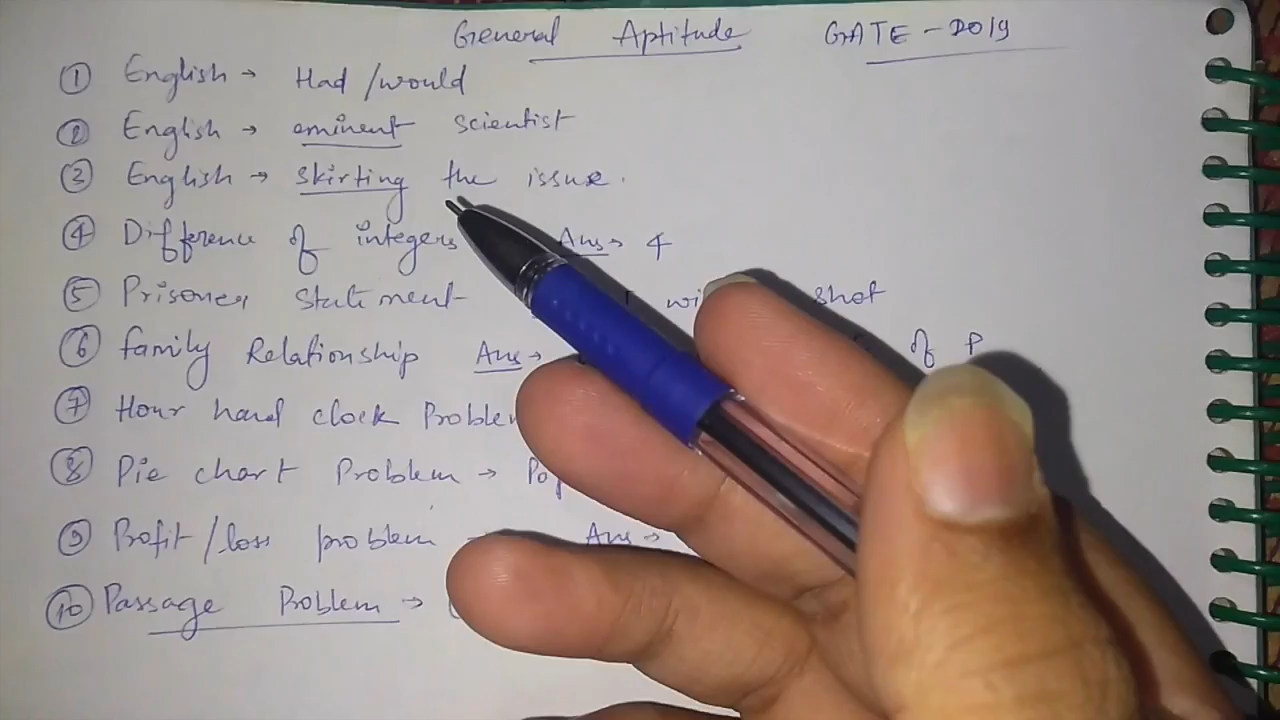 General Aptitude GATE - 2019
① English → Had /would
② English → eminent scientist
③ English → skirting the issue.
④ Difference of integers Ans → 4
⑤ Prisoner Statement shot
⑥ family Relationship Ans → of P
⑦ Hour hand clock Problem
⑧ Pie chart Problem →
⑨ Profit/loss problem Ans →
⑩ Passage Problem →